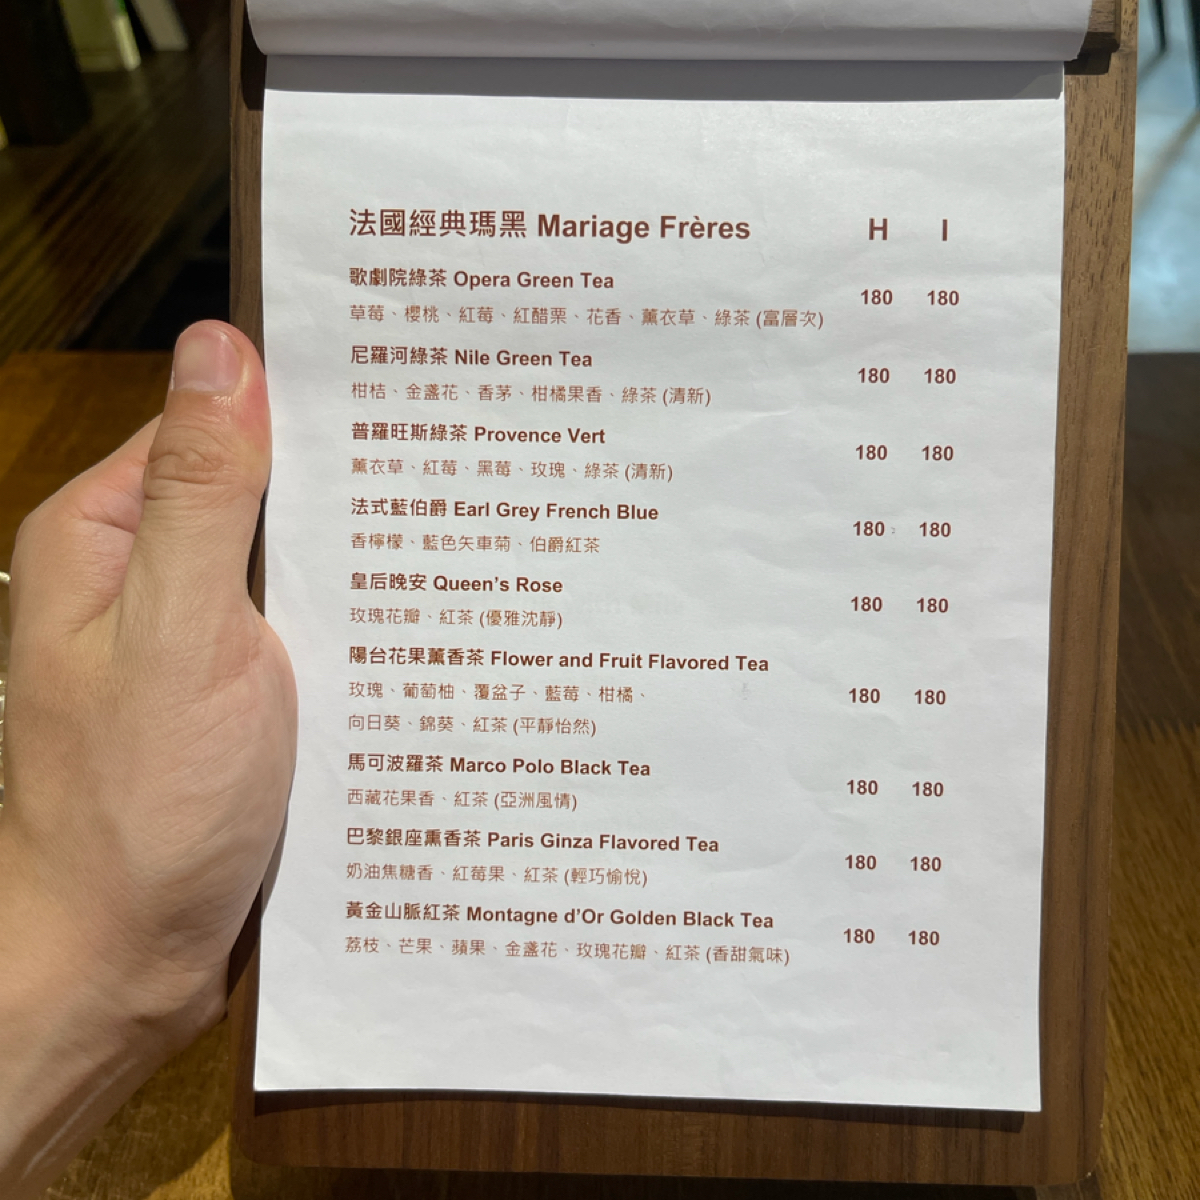 法國經典瑪黑 Mariage Frères H I
歌劇院綠茶 Opera Green Tea
180 180
草莓、櫻桃、紅莓、紅醋栗、花香、薰衣草、綠茶 (富層次)
尼羅河綠茶 Nile Green Tea
180 180
柑桔、金盞花、香茅、柑橘果香、綠茶 (清新)
普羅旺斯綠茶 Provence Vert
180 180
薰衣草、紅莓、黑莓、玫瑰、綠茶 (清新)
法式藍伯爵 Earl Grey French Blue
180 180
香檸檬、藍色矢車菊、伯爵紅茶
皇后晚安 Queen’s Rose
180 180
玫瑰花瓣、紅茶 (優雅沈靜)
陽台花果薰香茶 Flower and Fruit Flavored Tea
玫瑰、葡萄柚、覆盆子、藍莓、柑橘、
180 180
向日葵、錦葵、紅茶 (平靜怡然)
馬可波羅茶 Marco Polo Black Tea
180 180
西藏花果香、紅茶 (亞洲風情)
巴黎銀座熏香茶 Paris Ginza Flavored Tea
180 180
奶油焦糖香、紅莓果、紅茶 (輕巧愉悅)
黃金山脈紅茶 Montagne d’Or Golden Black Tea
180 180
荔枝、芒果、蘋果、金盞花、玫瑰花瓣、紅茶 (香甜氣味)